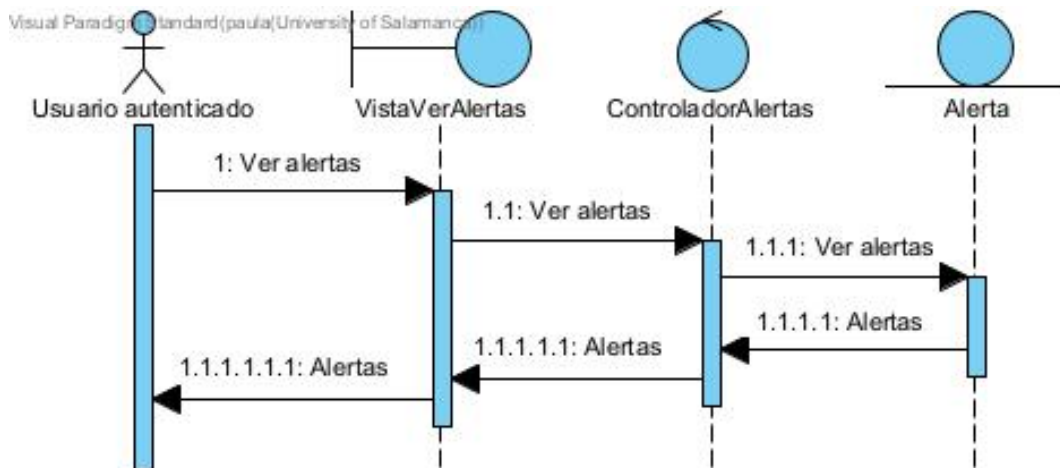 Visual Paradigm Standard(paula(University of Salamanca))
Usuario autenticado
VistaVerAlertas
ControladorAlertas
Alerta
1: Ver alertas
1.1: Ver alertas
1.1.1: Ver alertas
1.1.1.1: Alertas
1.1.1.1.1: Alertas
1.1.1.1.1.1: Alertas